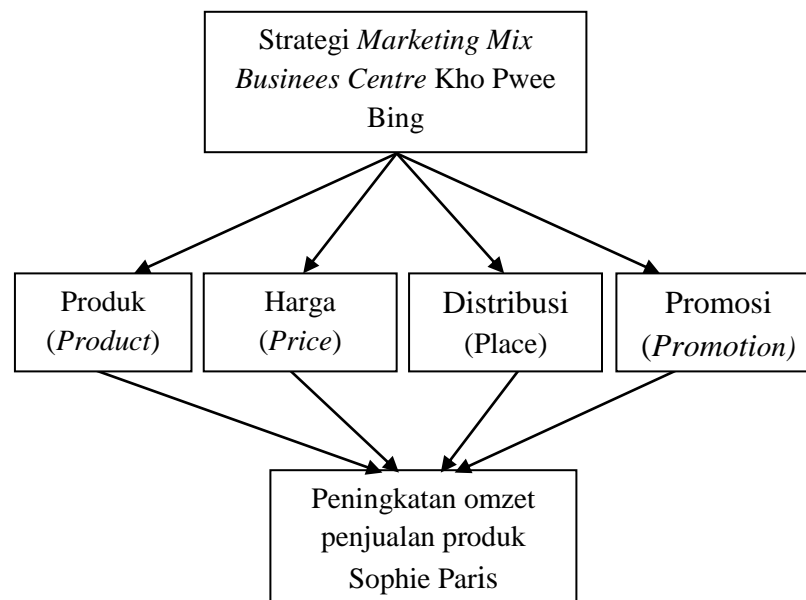 Strategi Marketing Mix
Businees Centre Kho Pwee
Bing
Produk
(Product)
Harga
(Price)
Distribusi
(Place)
Promosi
(Promotion)
Peningkatan omzet
penjualan produk
Sophie Paris